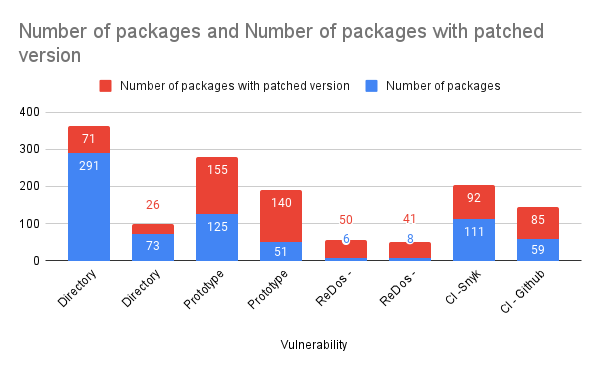 Number of packages and Number of packages with patched
version
Number of packages with patched version
Number of packages
400
300
200
100
0
71
291
26
73
155
125
140
51
50
6
41
8
92
111
85
59
Directory
Directory
Prototype
Prototype
ReDos -
ReDos -
CI -Snyk
CI - Github
Vulnerability